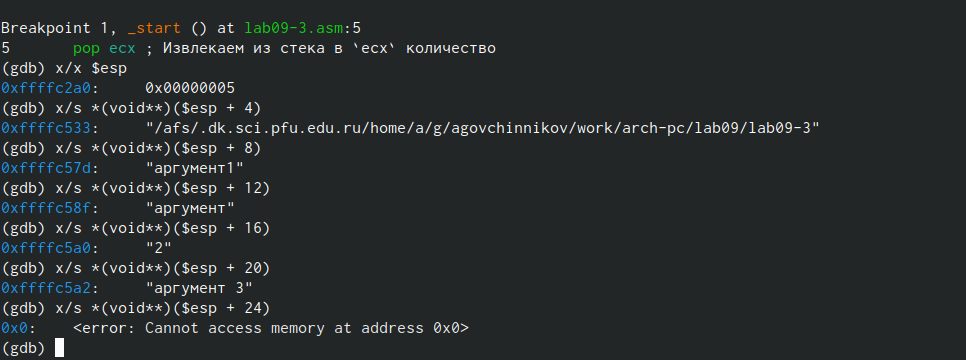 Breakpoint 1, _start () at lab09-3.asm:5
5       pop ecx ; Извлекаем из стека в `ecx` количество
(gdb) x/x $esp
0xffffc2a0:     0x00000005
(gdb) x/s *(void**)($esp + 4)
0xffffc533:     "/afs/.dk.sci.pfu.edu.ru/home/a/g/agovchinnikov/work/arch-pc/lab09/lab09-3"
(gdb) x/s *(void**)($esp + 8)
0xffffc57d:     "аргумент1"
(gdb) x/s *(void**)($esp + 12)
0xffffc58f:     "аргумент"
(gdb) x/s *(void**)($esp + 16)
0xffffc5a0:     "2"
(gdb) x/s *(void**)($esp + 20)
0xffffc5a2:     "аргумент 3"
(gdb) x/s *(void**)($esp + 24)
0x0:    <error: Cannot access memory at address 0x0>
(gdb)